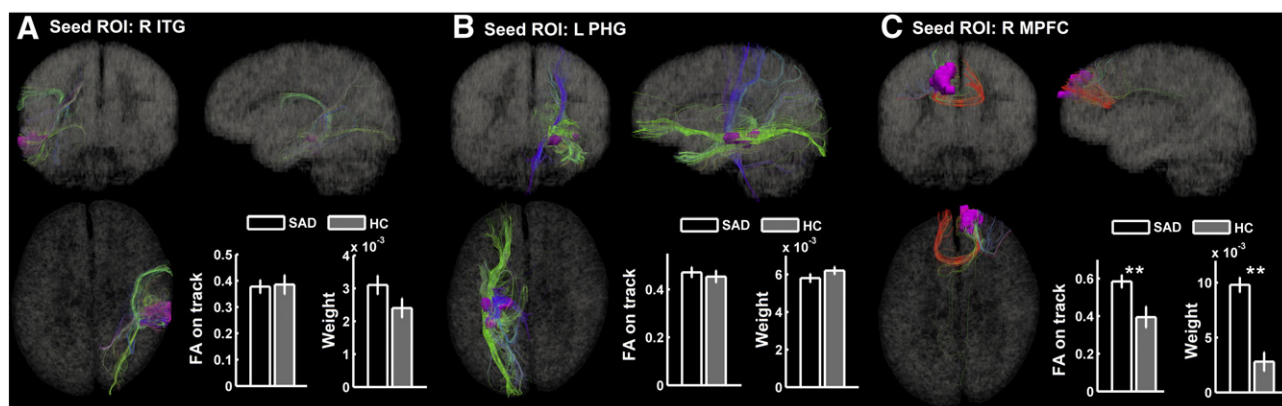 A Seed ROI: R ITG
B Seed ROI: L PHG
C Seed ROI: R MPFC
SAD HC
FA on track
0.5
0.4
0.3
0.2
0.1
0
x 10⁻³
Weight
4
3
2
1
0
SAD HC
FA on track
0.4
0.2
0
x 10⁻³
Weight
6
4
2
0
SAD HC
FA on track
0.6
0.4
0.2
0
**
x 10⁻³
Weight
10
5
0
**